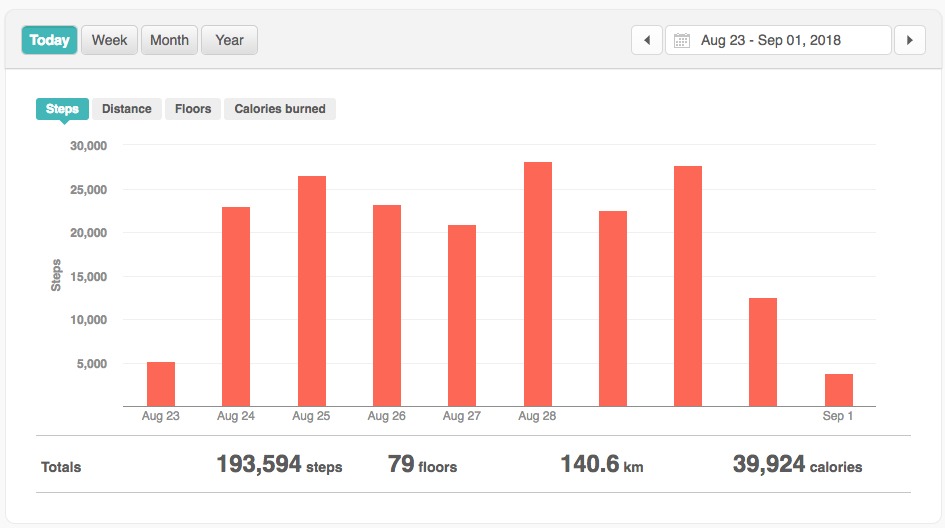 Today Week Month Year Aug 23 - Sep 01, 2018
Steps Distance Floors Calories burned
30,000
25,000
20,000
15,000
10,000
5,000
Steps
Aug 23 Aug 24 Aug 25 Aug 26 Aug 27 Aug 28 Sep 1
Totals 193,594 steps 79 floors 140.6 km 39,924 calories